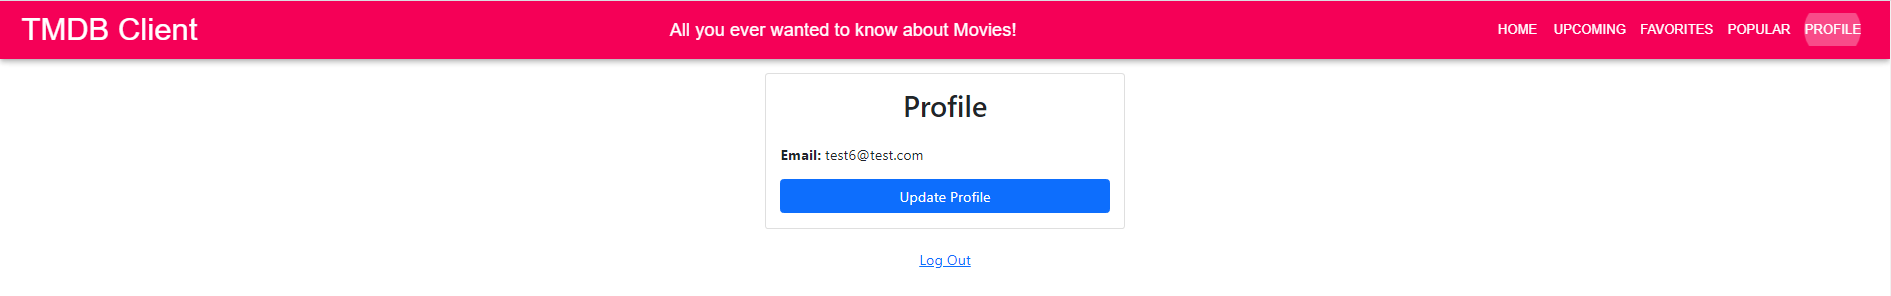 TMDB Client
All you ever wanted to know about Movies!
HOME UPCOMING FAVORITES POPULAR PROFILE
Profile
Email: test6@test.com
Update Profile
Log Out